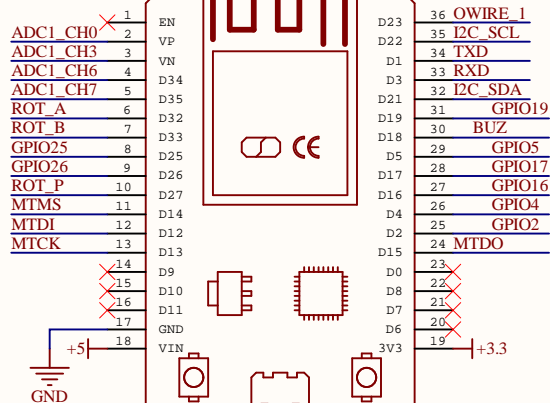 1 EN D23 36 OWIRE_1
ADC1_CH0 2 VP D22 35 I2C_SCL
ADC1_CH3 3 VN D1 34 TXD
ADC1_CH6 4 D34 D3 33 RXD
ADC1_CH7 5 D35 D21 32 I2C_SDA
ROT_A 6 D32 D19 31 GPIO19
ROT_B 7 D33 D18 30 BUZ
GPIO25 8 D25 D5 29 GPIO5
GPIO26 9 D26 D17 28 GPIO17
ROT_P 10 D27 D16 27 GPIO16
MTMS 11 D14 D4 26 GPIO4
MTDI 12 D12 D2 25 GPIO2
MTCK 13 D13 D15 24 MTDO
14 D9 D0 23
15 D10 D8 22
16 D11 D7 21
17 GND D6 20
+5 18 VIN 3V3 19 +3.3
GND
CE